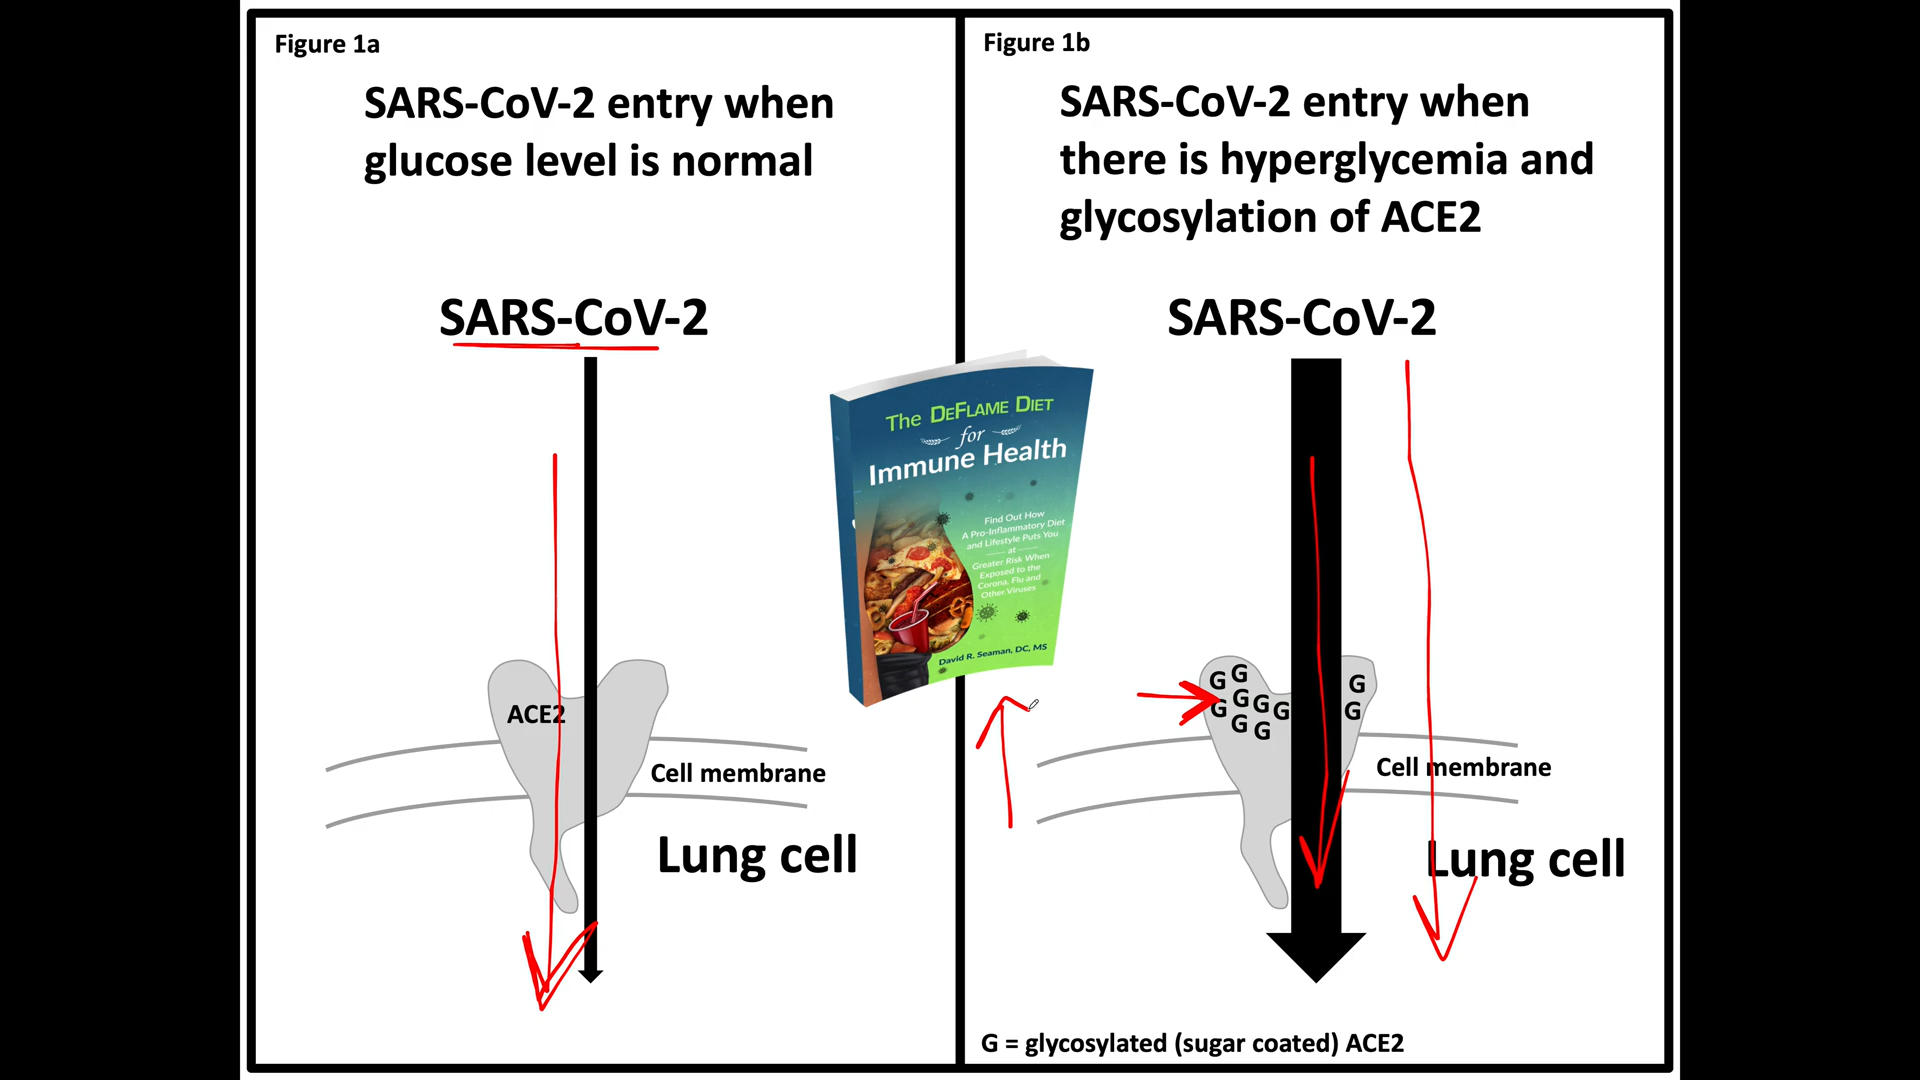 Figure 1a
SARS-CoV-2 entry when
glucose level is normal
SARS-CoV-2
ACE2
Cell membrane
Lung cell
The DEFLAME DIET
for
Immune Health
Find Out How
A Pro-Inflammatory Diet
and Lifestyle Puts You
at
Greater Risk When
Exposed to the
Corona, Flu and
Other Viruses
David R. Seaman, DC, MS
Figure 1b
SARS-CoV-2 entry when
there is hyperglycemia and
glycosylation of ACE2
SARS-CoV-2
G G G
G G G G
G G G
Cell membrane
Lung cell
G = glycosylated (sugar coated) ACE2